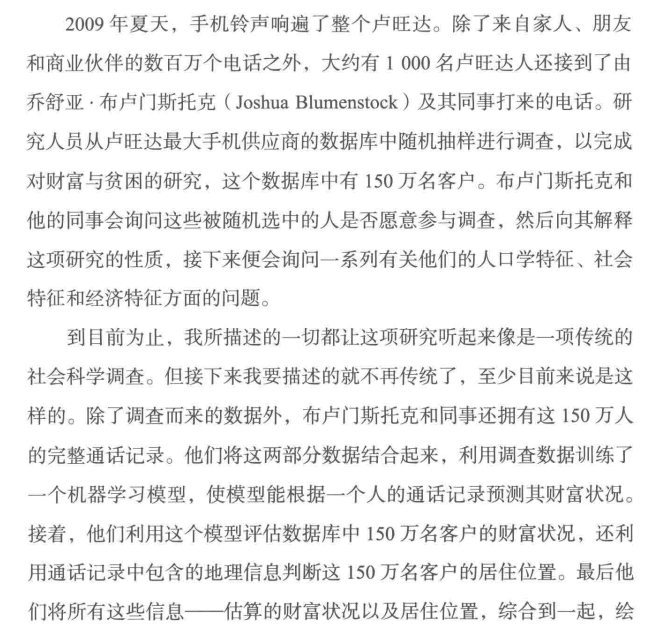 2009 年夏天，手机铃声响遍了整个卢旺达。除了来自家人、朋友
和商业伙伴的数百万个电话之外，大约有 1 000 名卢旺达人还接到了由
乔舒亚 · 布卢门斯托克（Joshua Blumenstock）及其同事打来的电话。研
究人员从卢旺达最大手机供应商的数据库中随机抽样进行调查，以完成
对财富与贫困的研究，这个数据库中有 150 万名客户。布卢门斯托克和
他的同事会询问这些被随机选中的人是否愿意参与调查，然后向其解释
这项研究的性质，接下来便会询问一系列有关他们的人口学特征、社会
特征和经济特征方面的问题。
到目前为止，我所描述的一切都让这项研究听起来像是一项传统的
社会科学调查。但接下来我要描述的就不再传统了，至少目前来说是这
样的。除了调查而来的数据外，布卢门斯托克和同事还拥有这 150 万人
的完整通话记录。他们将这两部分数据结合起来，利用调查数据训练了
一个机器学习模型，使模型能根据一个人的通话记录预测其财富状况。
接着，他们利用这个模型评估数据库中 150 万名客户的财富状况，还利
用通话记录中包含的地理信息判断这 150 万名客户的居住位置。最后他
们将所有这些信息——估算的财富状况以及居住位置，综合到一起，绘